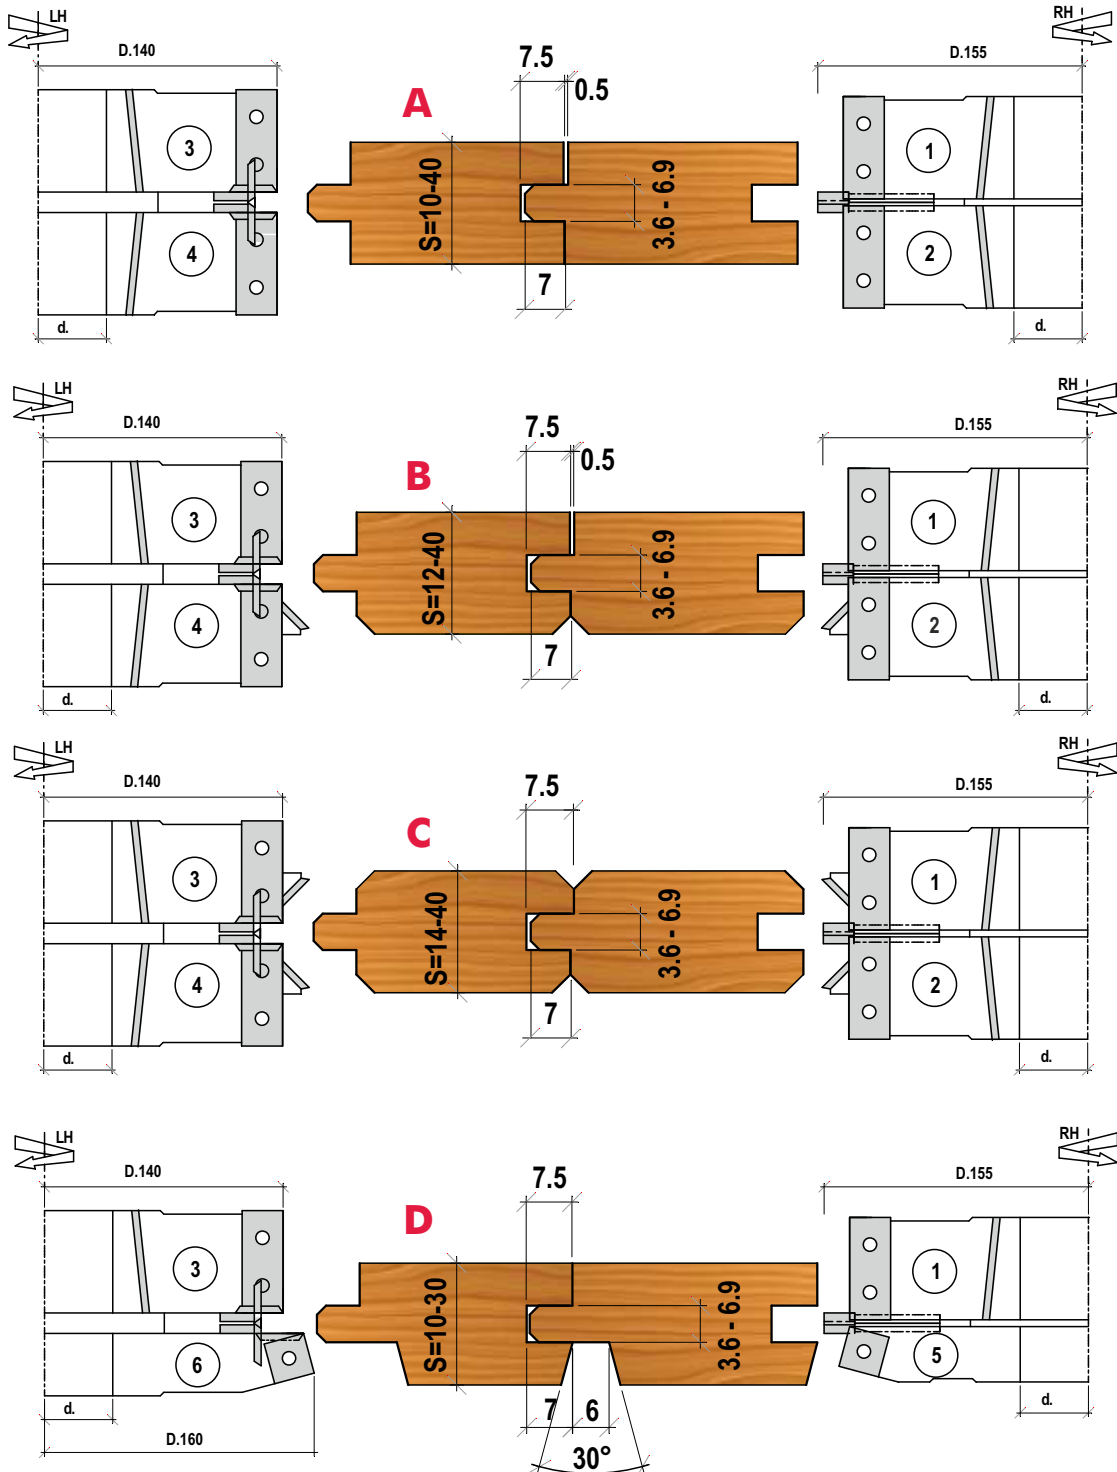 LH
RH
D.140
7.5
D.155
A
0.5
3
S=10-40
3.6 - 6.9
1
4
2
7
d.
d.
LH
RH
D.140
7.5
D.155
B
0.5
3
S=12-40
3.6 - 6.9
1
4
2
7
d.
d.
LH
RH
D.140
7.5
D.155
C
3
S=14-40
3.6 - 6.9
1
4
2
7
d.
d.
LH
RH
D.140
7.5
D.155
D
3
S=10-30
3.6 - 6.9
1
6
5
d.
7
6
d.
D.160
30°